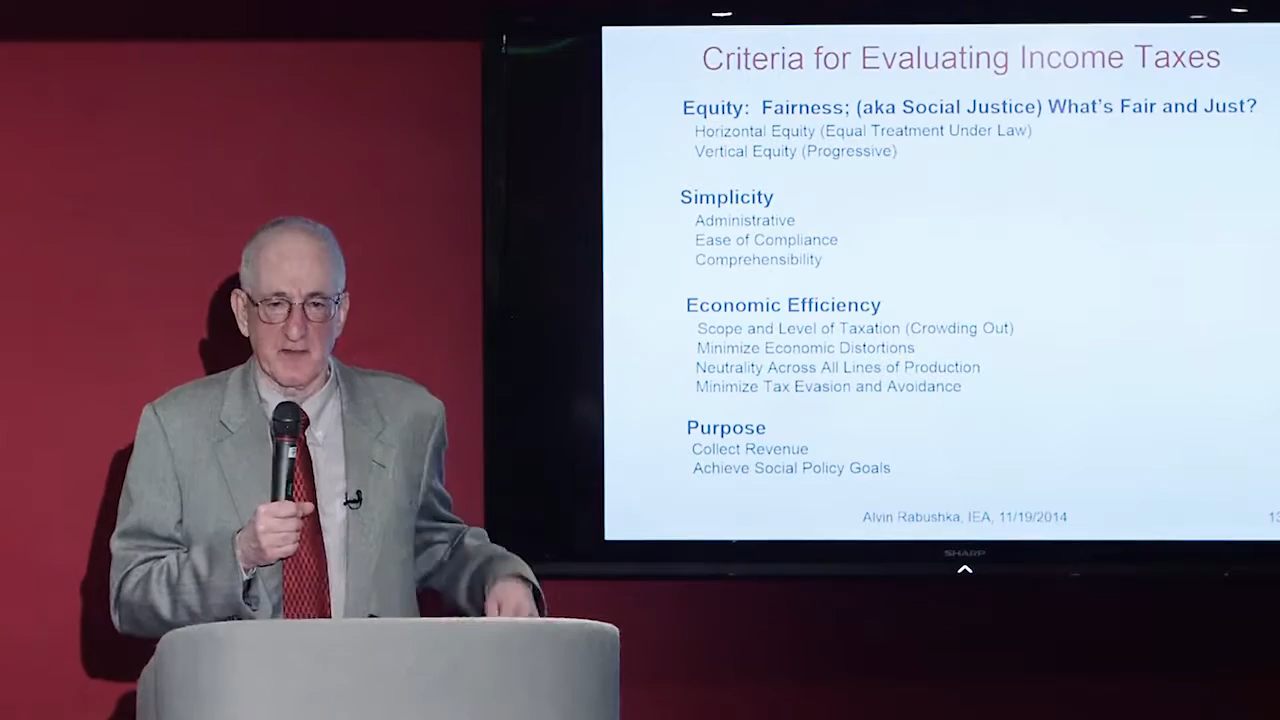 Criteria for Evaluating Income Taxes
Equity: Fairness; (aka Social Justice) What's Fair and Just?
Horizontal Equity (Equal Treatment Under Law)
Vertical Equity (Progressive)
Simplicity
Administrative
Ease of Compliance
Comprehensibility
Economic Efficiency
Scope and Level of Taxation (Crowding Out)
Minimize Economic Distortions
Neutrality Across All Lines of Production
Minimize Tax Evasion and Avoidance
Purpose
Collect Revenue
Achieve Social Policy Goals
Alvin Rabushka, IEA, 11/19/2014
SHARP